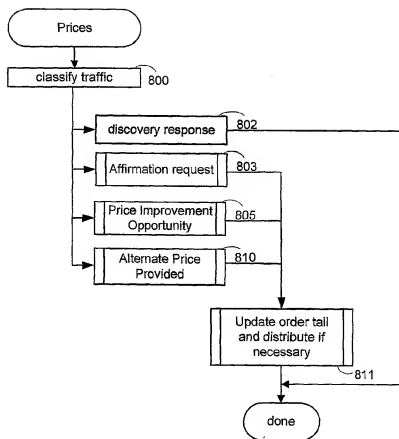 Prices
classify traffic
800
discovery response
802
Affirmation request
803
Price Improvement
Opportunity
805
Alternate Price
Provided
810
Update order tall
and distribute if
necessary
811
done